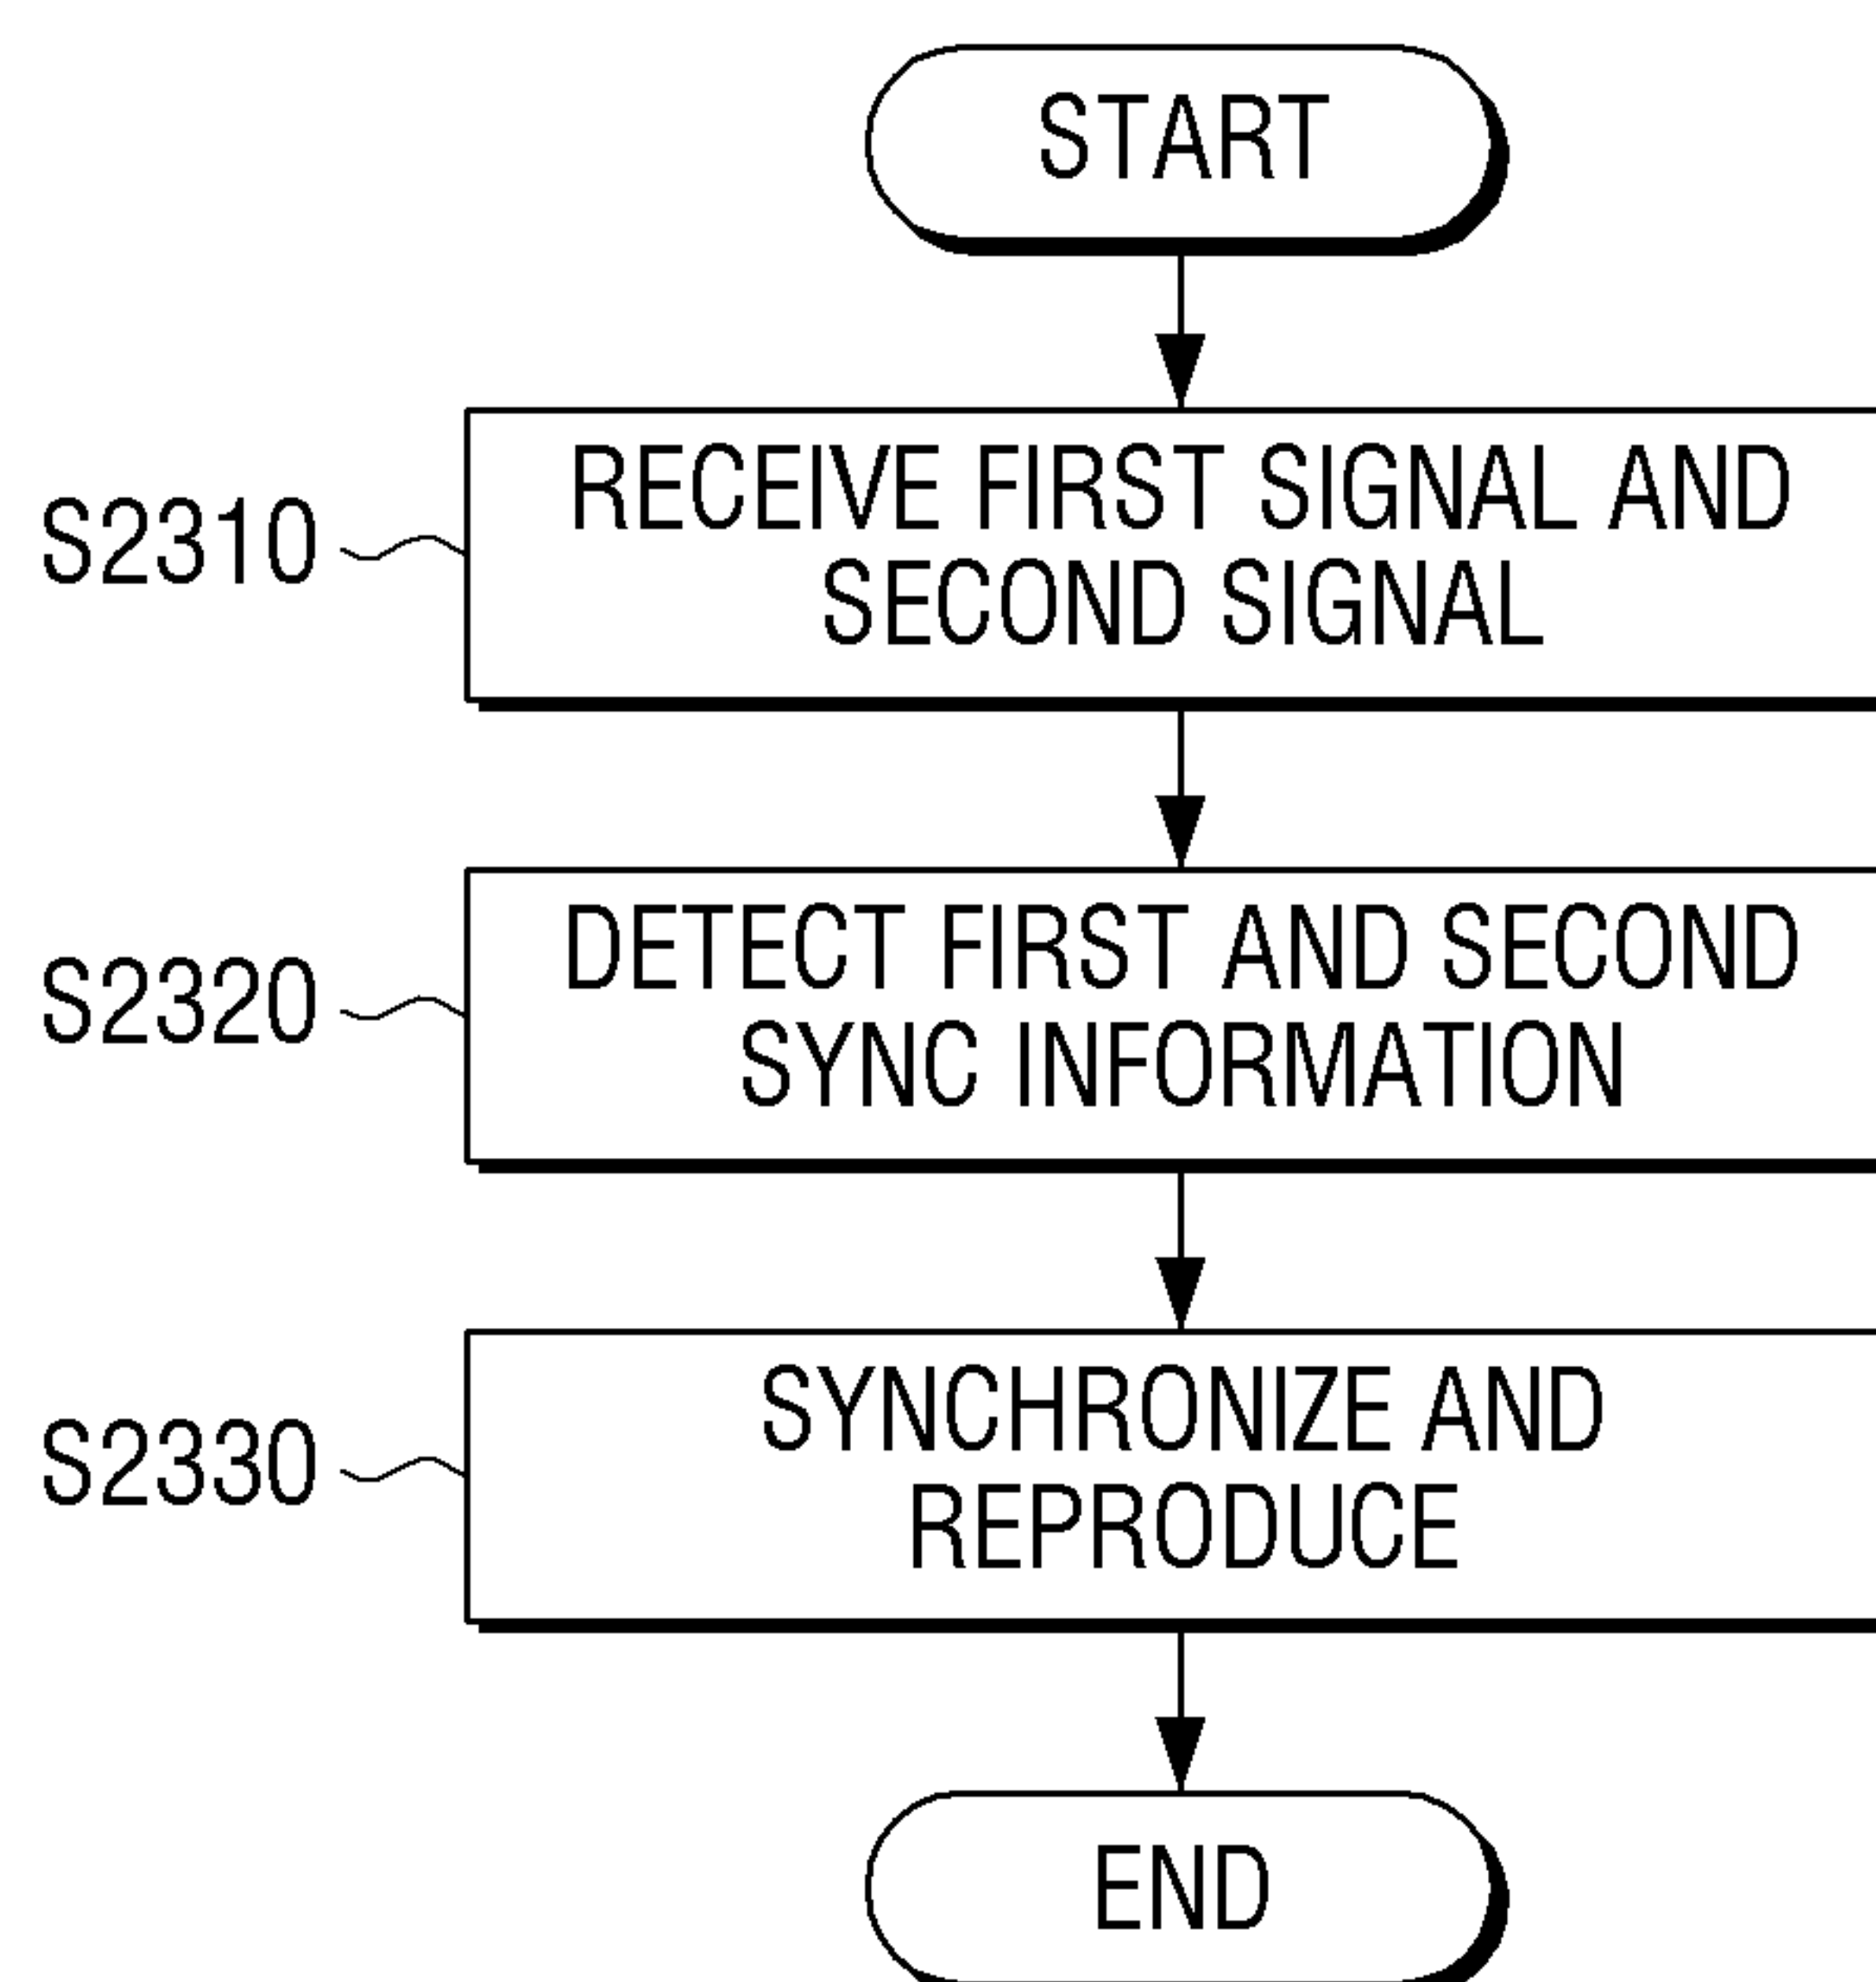 START
S2310
RECEIVE FIRST SIGNAL AND
SECOND SIGNAL
S2320
DETECT FIRST AND SECOND
SYNC INFORMATION
S2330
SYNCHRONIZE AND
REPRODUCE
END